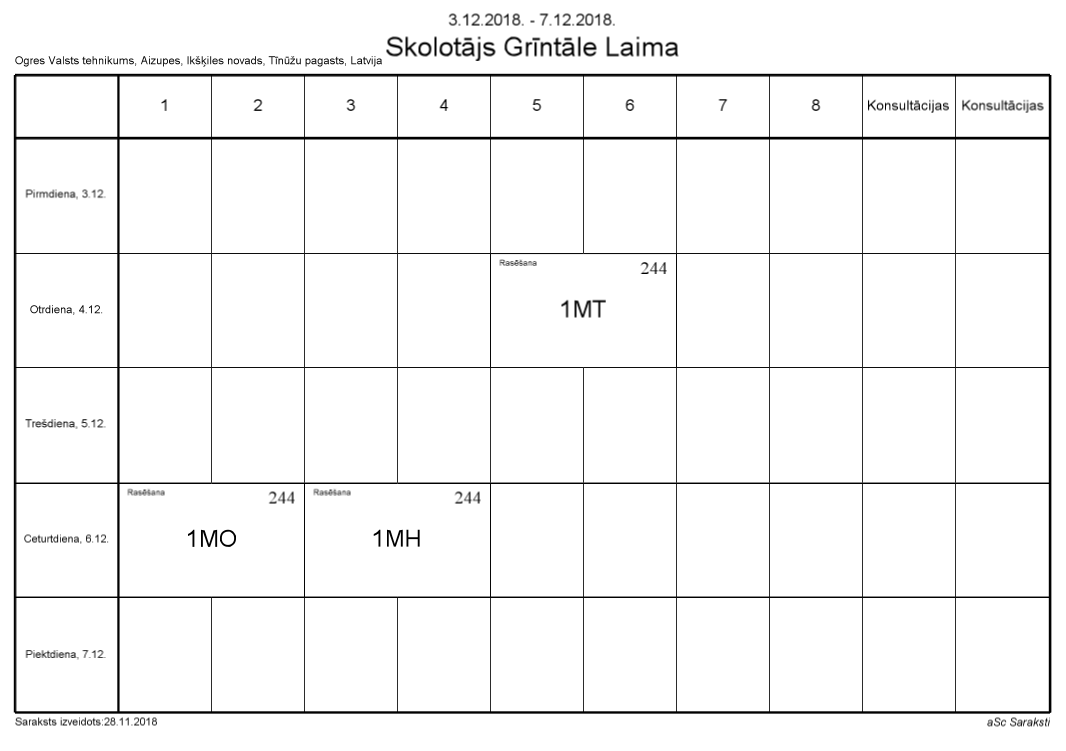 3.12.2018. - 7.12.2018.
Skolotājs Grīntāle Laima
Ogres Valsts tehnikums, Aizupes, Ikšķiles novads, Tīnūžu pagasts, Latvija
1 2 3 4 5 6 7 8 Konsultācijas Konsultācijas
Pirmdiena, 3.12.
Rasēšana 244
Otrdiena, 4.12. 1MT
Trešdiena, 5.12.
Rasēšana 244 Rasēšana 244
Ceturtdiena, 6.12. 1MO 1MH
Piektdiena, 7.12.
Saraksts izveidots:28.11.2018 aSc Saraksti